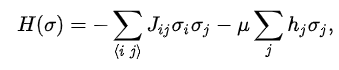 H(σ) = − ∑⟨i j⟩ J_{ij}σ_iσ_j − μ ∑_j h_jσ_j,